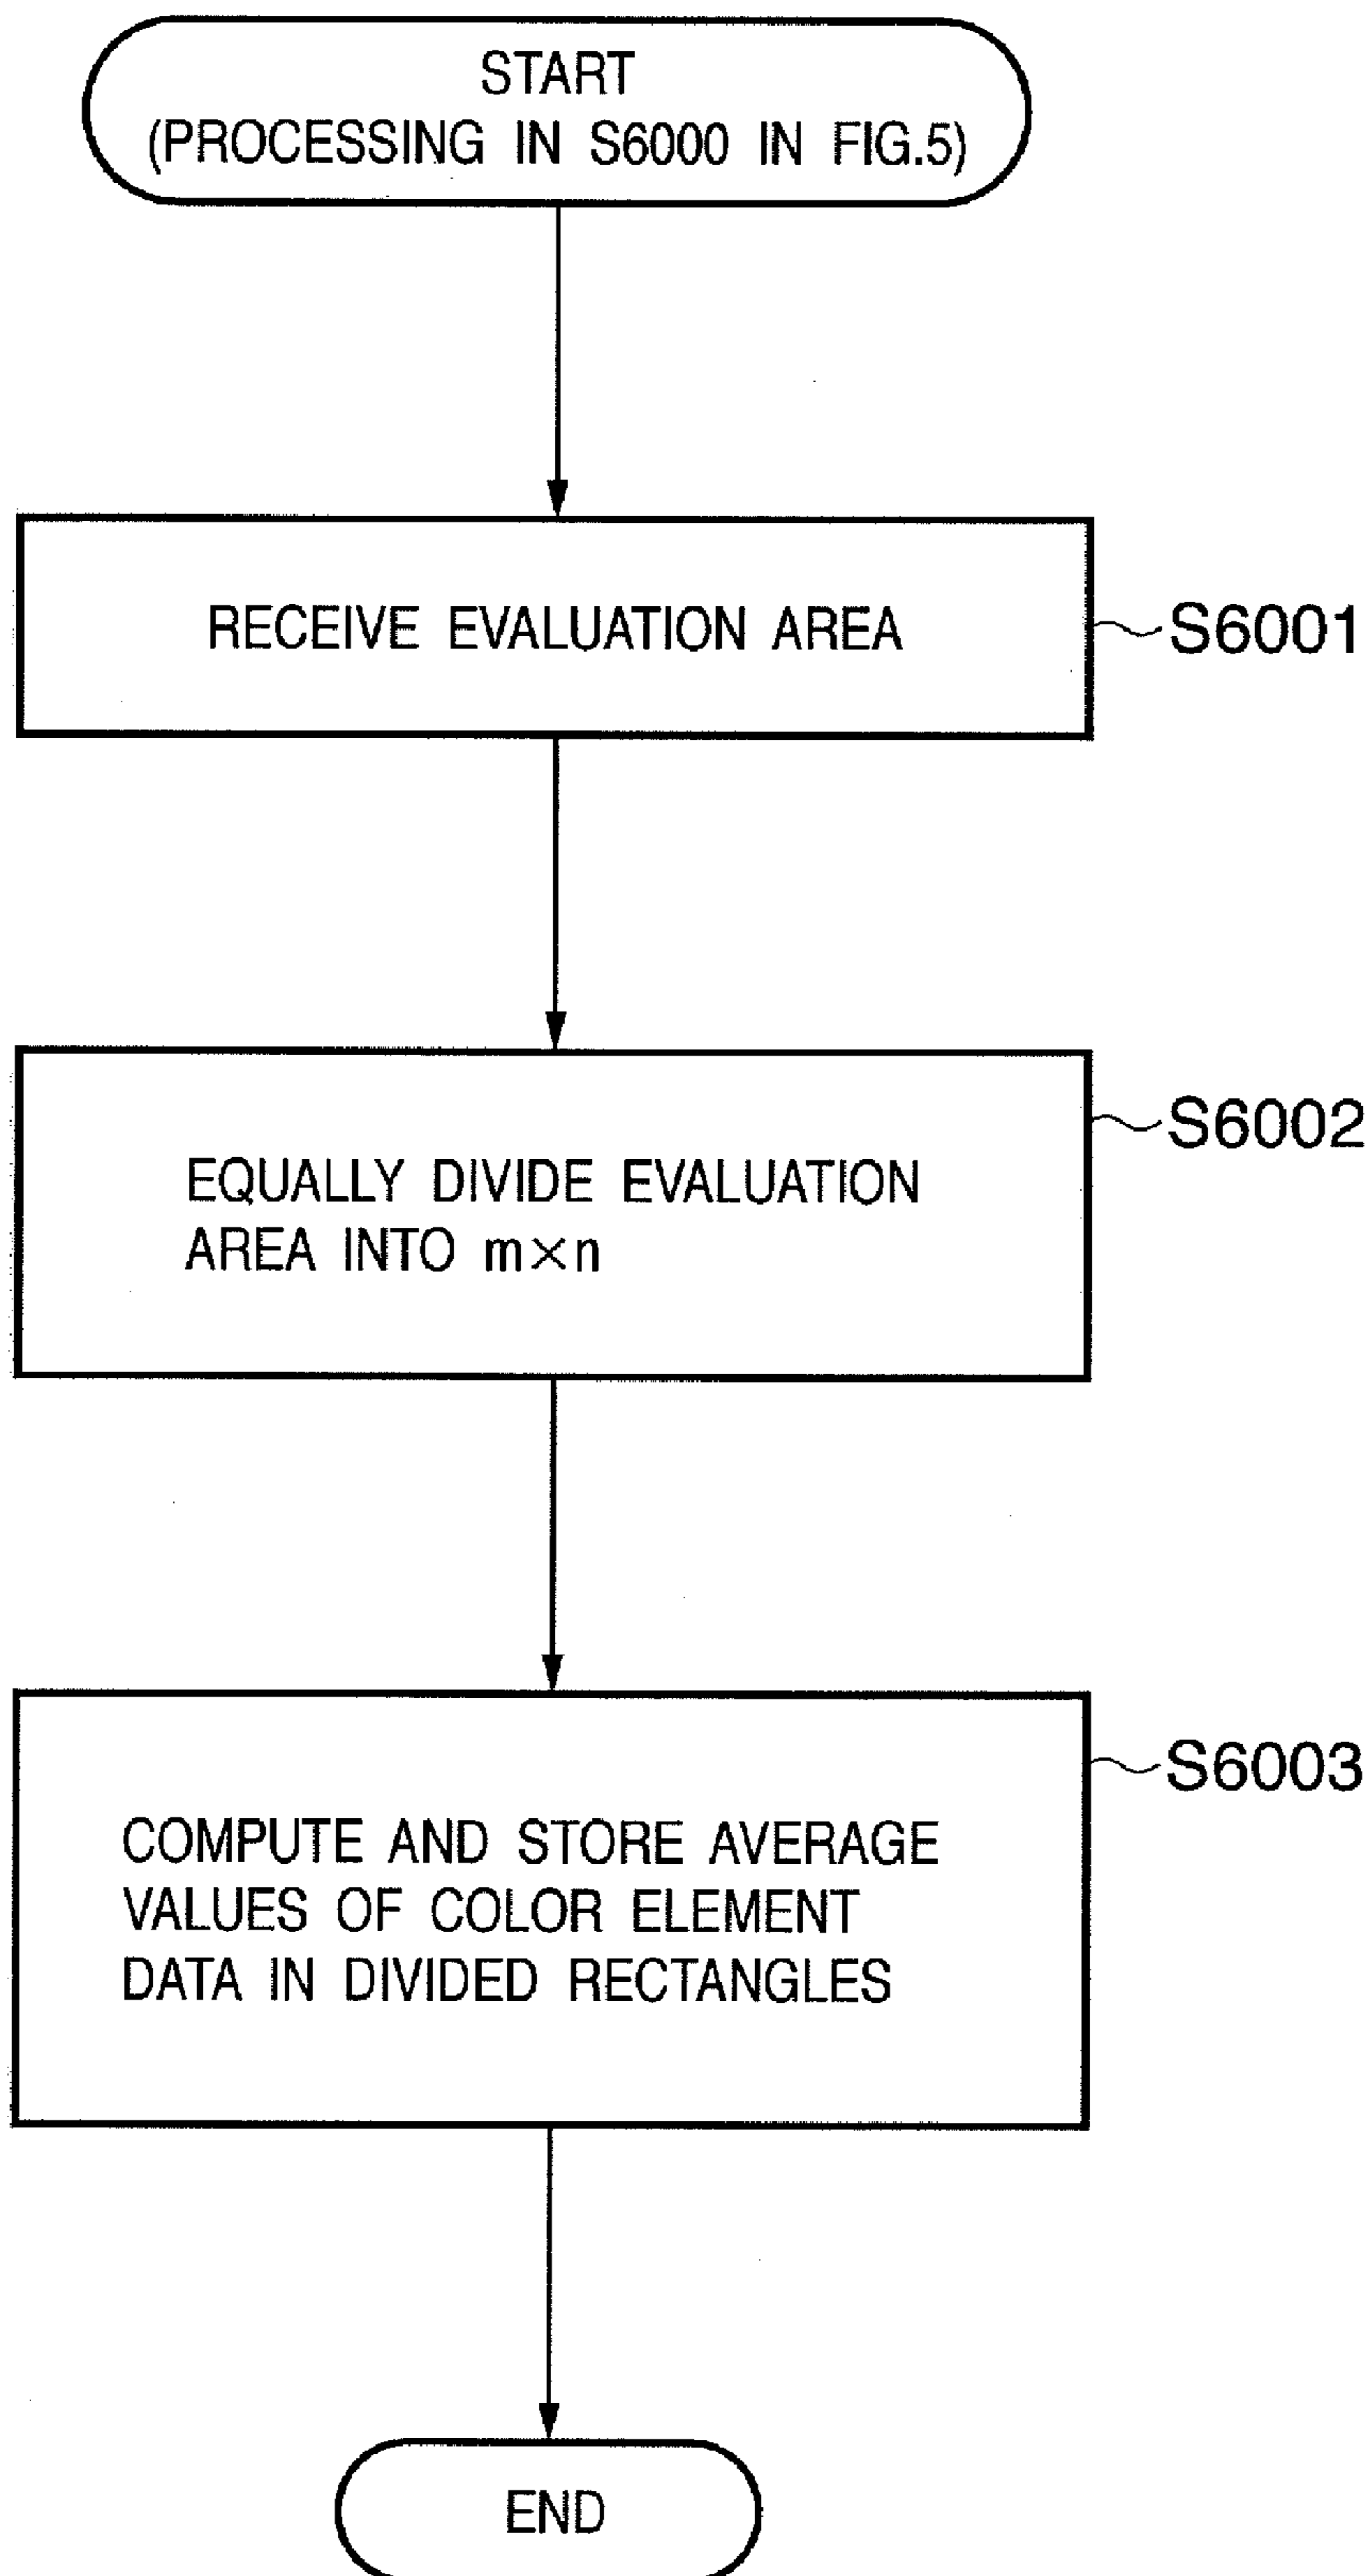 START
(PROCESSING IN S6000 IN FIG.5)
RECEIVE EVALUATION AREA
S6001
S6002
EQUALLY DIVIDE EVALUATION
AREA INTO m×n
S6003
COMPUTE AND STORE AVERAGE
VALUES OF COLOR ELEMENT
DATA IN DIVIDED RECTANGLES
END